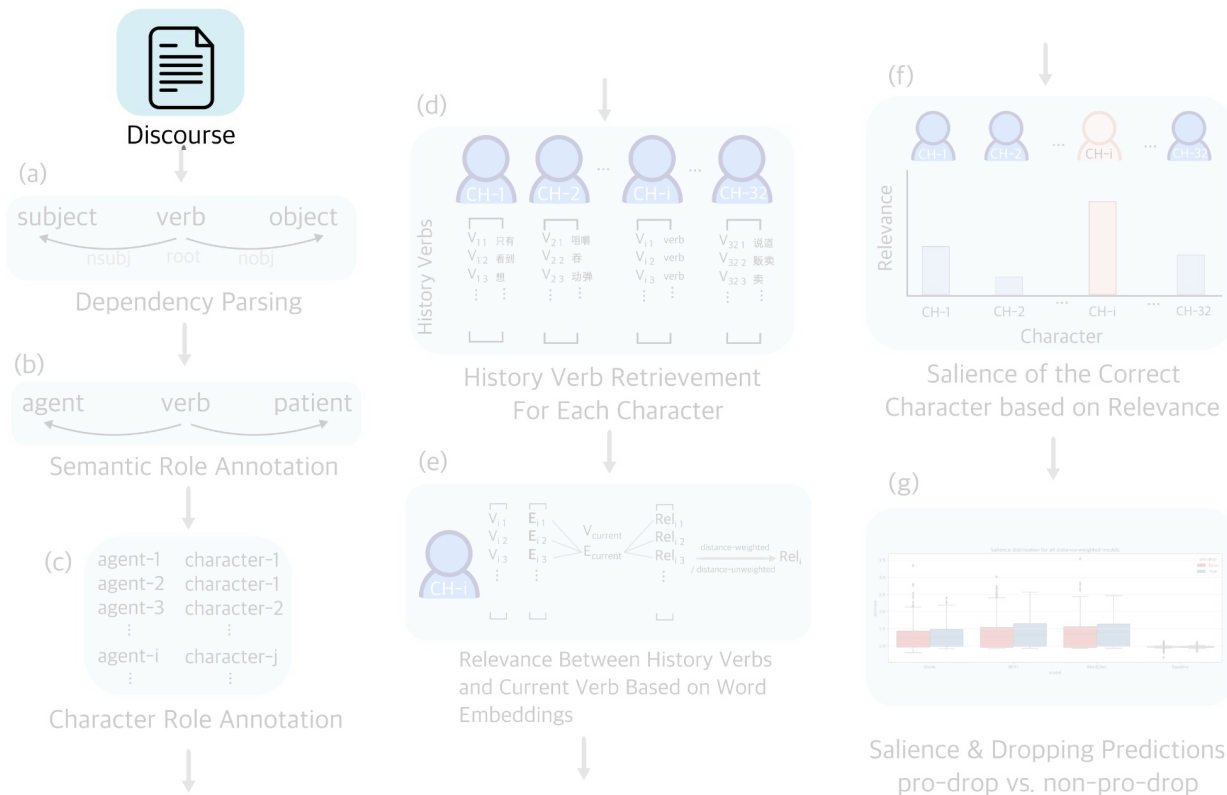 Discourse
(a)
subject verb object
nsubj root nobj
Dependency Parsing
(b)
agent verb patient
Semantic Role Annotation
(c)
agent-1 character-1
agent-2 character-1
agent-3 character-2
⋮ ⋮
agent-i character-j
⋮ ⋮
Character Role Annotation
(d)
CH-1 CH-2 ... CH-i ... CH-32
History Verbs
V1 1 只有 V2 1 咀嚼 Vi 1 verb V32 1 说道
V1 2 看到 V2 2 吞 Vi 2 verb V32 2 贩卖
V1 3 想 V2 3 动弹 Vi 3 verb V32 3 卖
⋮ ⋮ ⋮ ⋮ ⋮ ⋮ ⋮ ⋮
History Verb Retrievement
For Each Character
(e)
CH-i
Vi 1 Ei 1 Vcurrent Reli 1
Vi 2 Ei 2 Ecurrent Reli 2
Vi 3 Ei 3 Reli 3
⋮ ⋮ ⋮
distance-weighted
/ distance-unweighted
Reli
Relevance Between History Verbs
and Current Verb Based on Word
Embeddings
(f)
CH-1 CH-2 ... CH-i ... CH-32
Relevance
CH-1 CH-2 ... CH-i ... CH-32
Character
Salience of the Correct
Character based on Relevance
(g)
Salience distribution for all distance-weighted models
Salience & Dropping Predictions
pro-drop vs. non-pro-drop